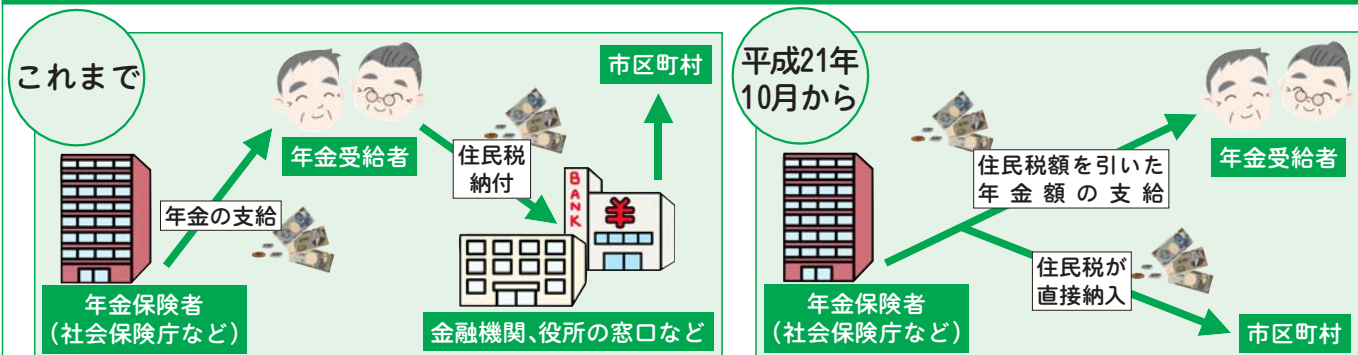 これまで
年金保険者
(社会保険庁など)
年金の支給
年金受給者
住民税
納付
BANK
金融機関、役所の窓口など
市区町村
平成21年
10月から
年金保険者
(社会保険庁など)
住民税額を引いた
年金額の支給
年金受給者
住民税が
直接納入
市区町村